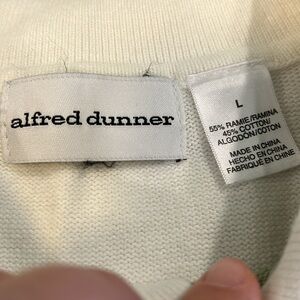 alfred dunner
L
55% RAMIE/RAMINA
45% COTTON/
ALGODÓN/COTON
MADE IN CHINA
HECHO EN CHINA
FABRIQUÉ EN CHINE